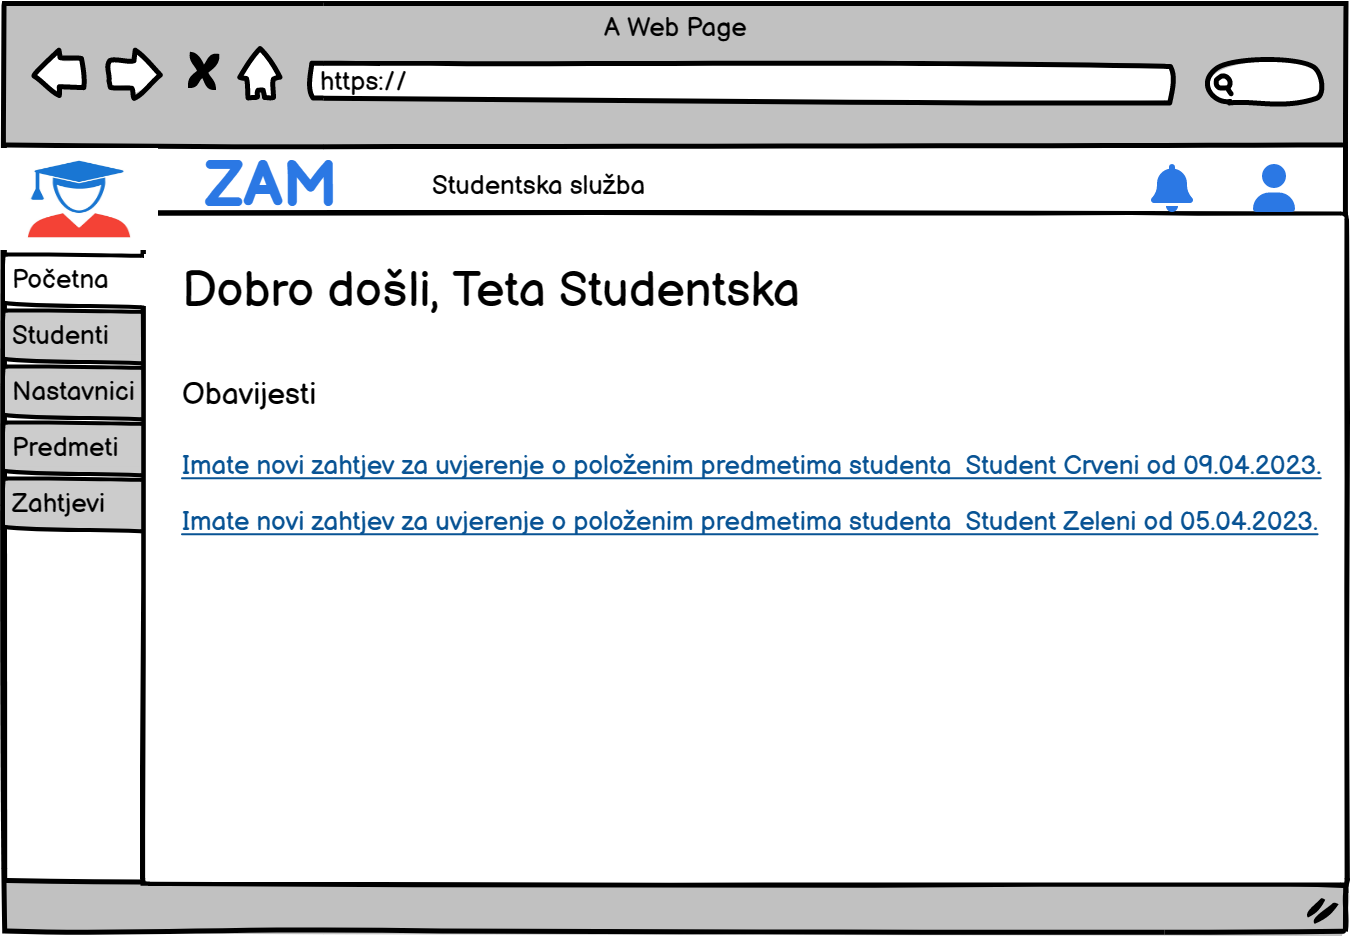 A Web Page
https://
ZAM
Studentska služba
Početna
Studenti
Nastavnici
Predmeti
Zahtjevi
Dobro došli, Teta Studentska
Obavijesti
Imate novi zahtjev za uvjerenje o položenim predmetima studenta  Student Crveni od 09.04.2023.
Imate novi zahtjev za uvjerenje o položenim predmetima studenta  Student Zeleni od 05.04.2023.